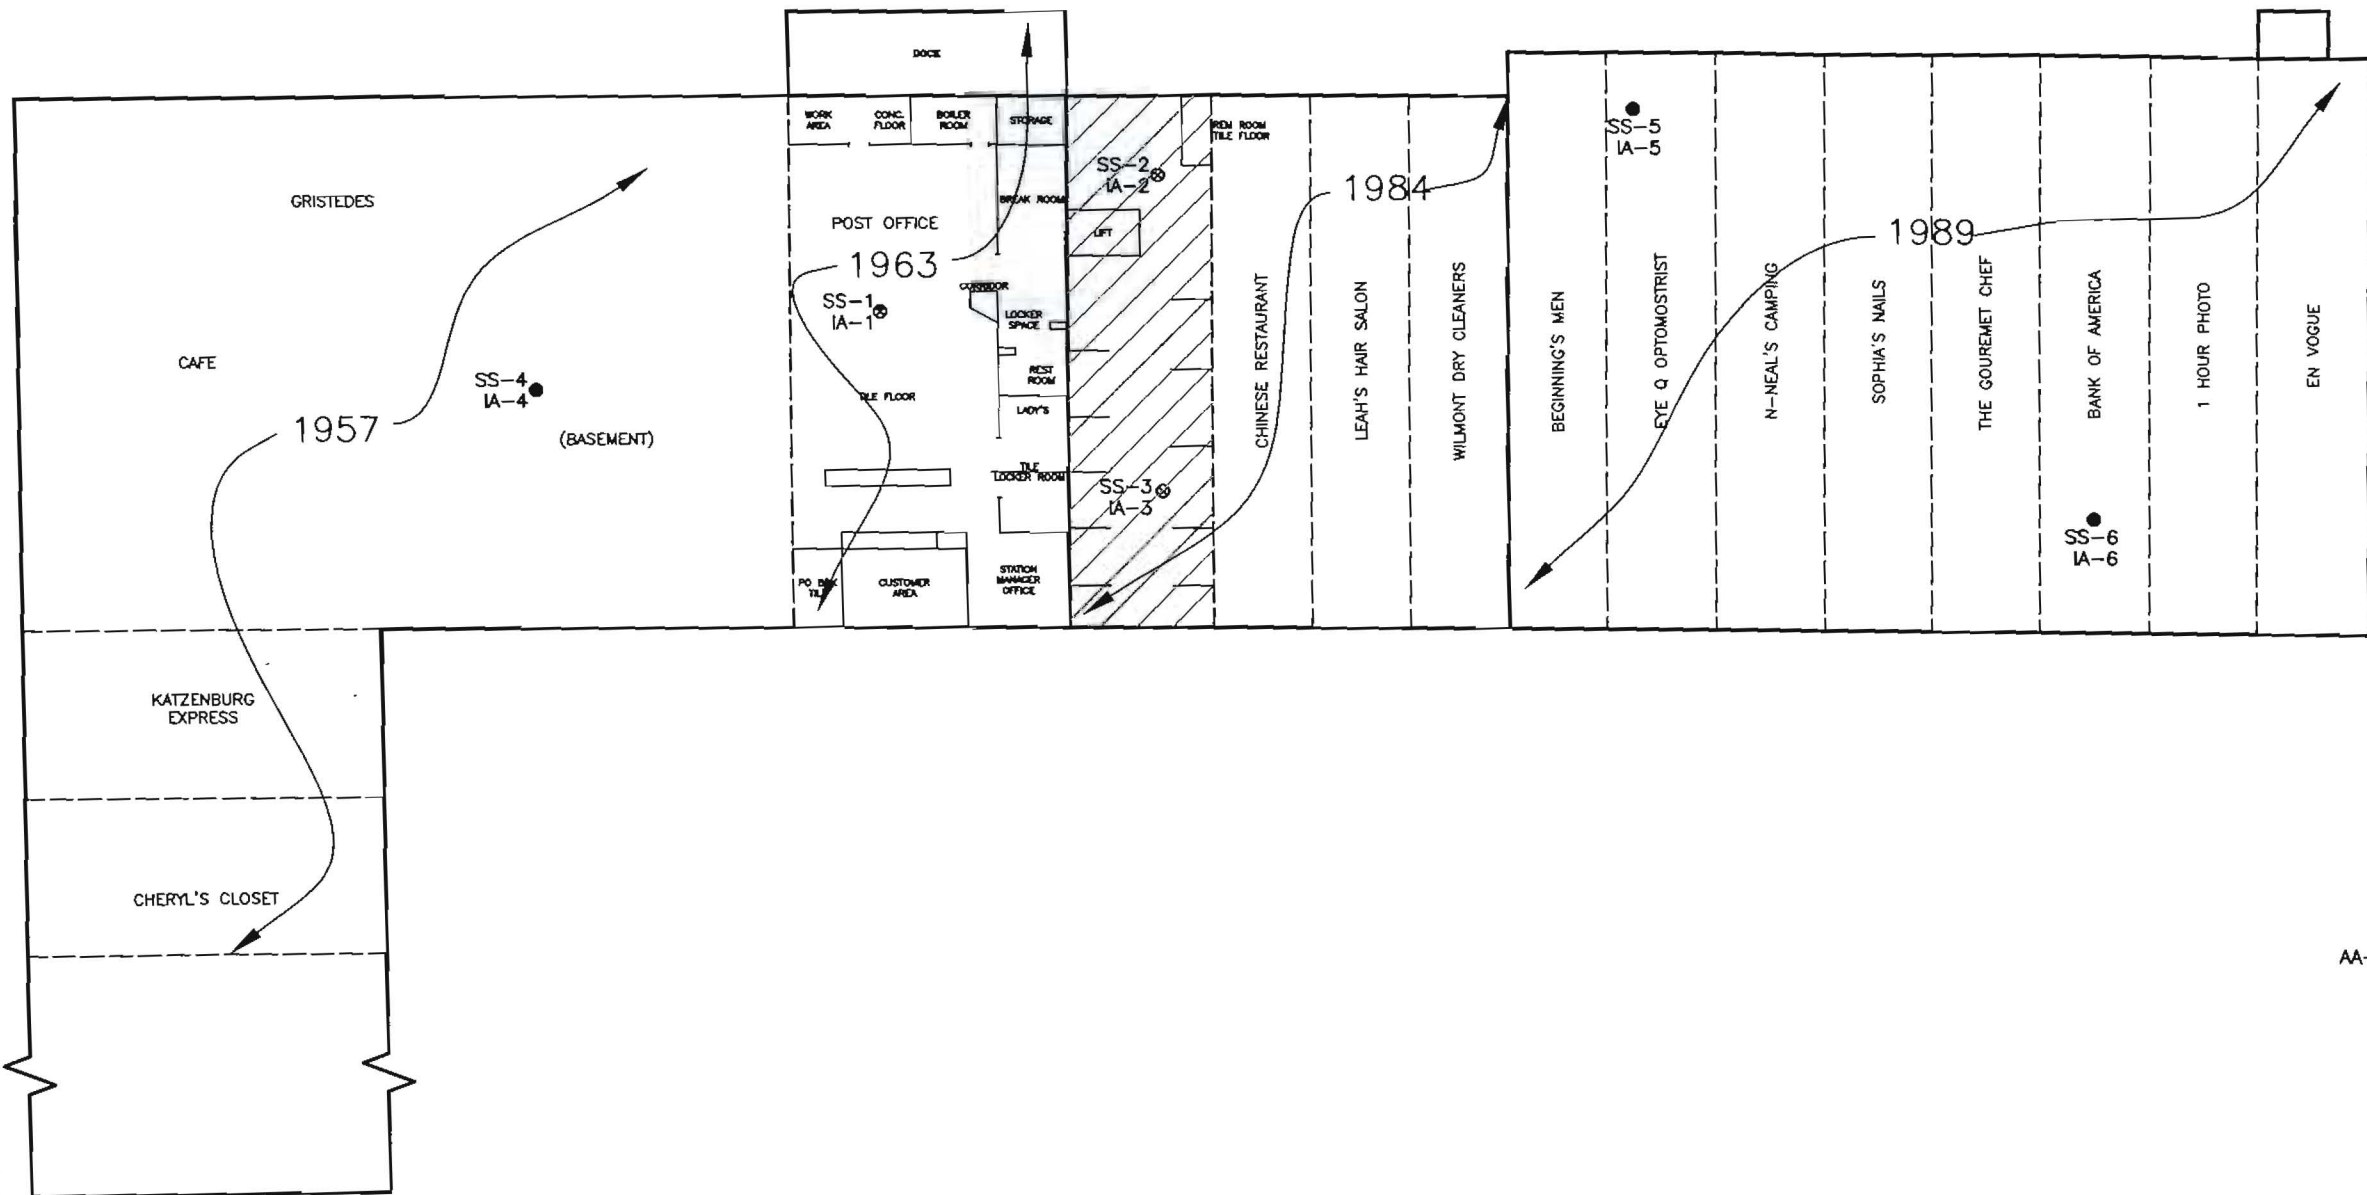 DOCK
WORK
AREA
CONC.
FLOOR
BOILER
ROOM
STORAGE
REM ROOM
TILE FLOOR
SS-5
IA-5
SS-2
IA-2
1984
GRISTEDES
BREAK ROOM
POST OFFICE
LIFT
1989
1963
CORRIDOR
SS-1
IA-1
LOCKER
SPACE
CHINESE RESTAURANT
LEAH'S HAIR SALON
WILMONT DRY CLEANERS
BEGINNING'S MEN
EYE Q OPTOMOSTRIST
N-NEAL'S CAMPING
SOPHIA'S NAILS
THE GOUREMET CHEF
BANK OF AMERICA
1 HOUR PHOTO
EN VOGUE
CAFE
SS-4
IA-4
REST
ROOM
FLOOR
LADY'S
1957
(BASEMENT)
TILE
LOCKER ROOM
SS-3
IA-3
SS-6
IA-6
PO BOX
CUSTOMER
AREA
STATION
MANAGER
OFFICE
KATZENBURG
EXPRESS
CHERYL'S CLOSET
AA-